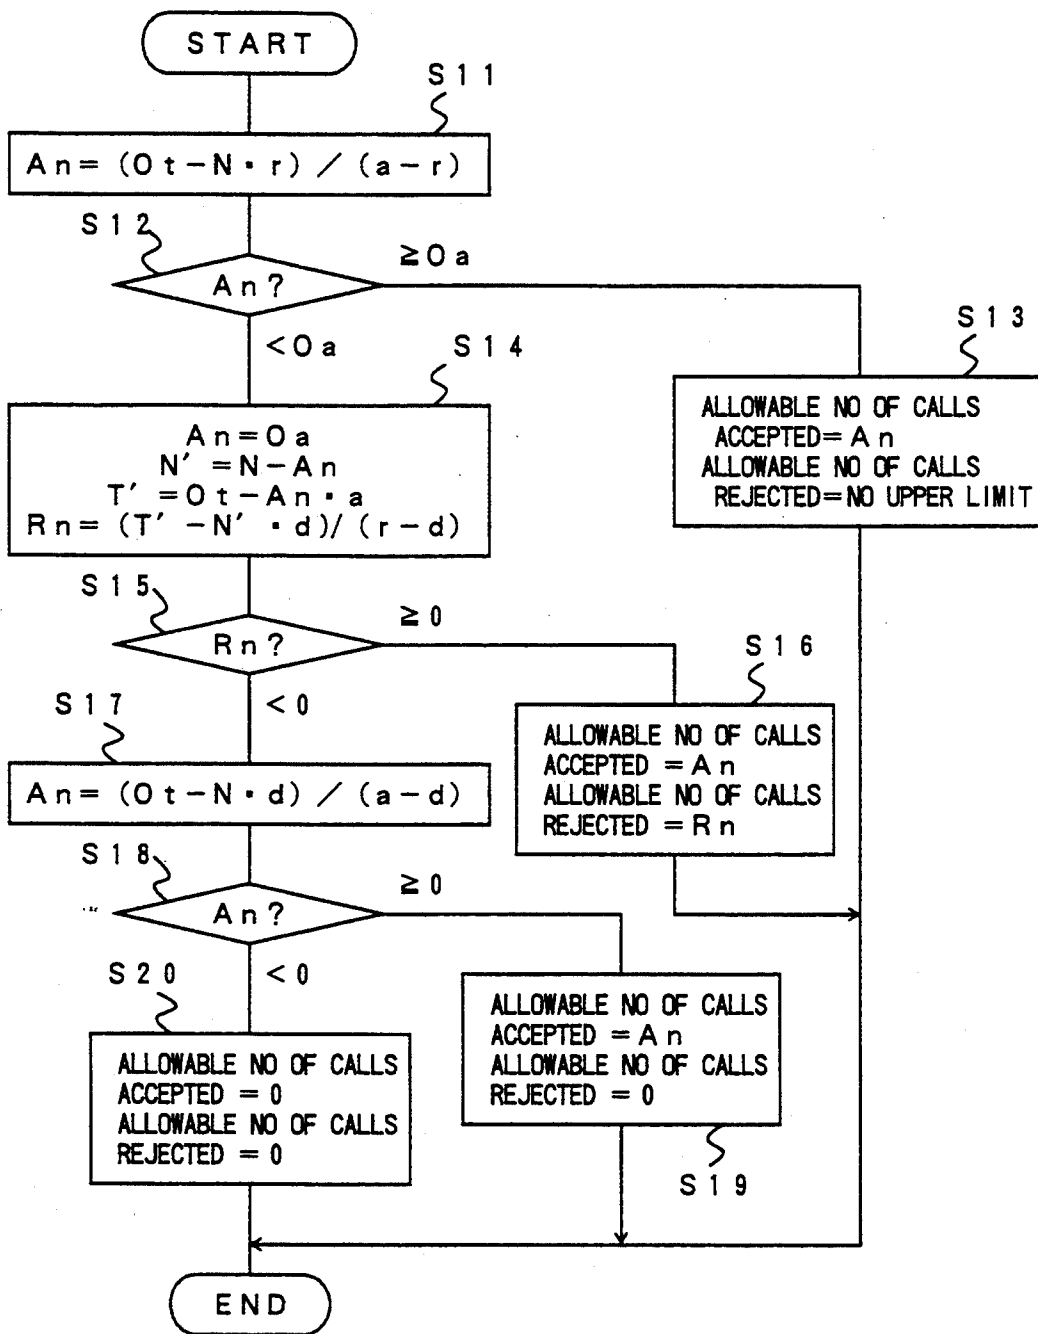 START
S11
An=(Ot−N·r)/(a−r)
S12
≧Oa
An?
<Oa
S14
S13
An=Oa
N′=N−An
T′=Ot−An·a
Rn=(T′−N′·d)/(r−d)
ALLOWABLE NO OF CALLS
ACCEPTED=An
ALLOWABLE NO OF CALLS
REJECTED=NO UPPER LIMIT
S15
≧0
Rn?
<0
S16
S17
ALLOWABLE NO OF CALLS
ACCEPTED =An
ALLOWABLE NO OF CALLS
REJECTED =Rn
An=(Ot−N·d)/(a−d)
S18
≧0
An?
<0
S20
ALLOWABLE NO OF CALLS
ACCEPTED =An
ALLOWABLE NO OF CALLS
REJECTED = 0
S19
ALLOWABLE NO OF CALLS
ACCEPTED = 0
ALLOWABLE NO OF CALLS
REJECTED = 0
END